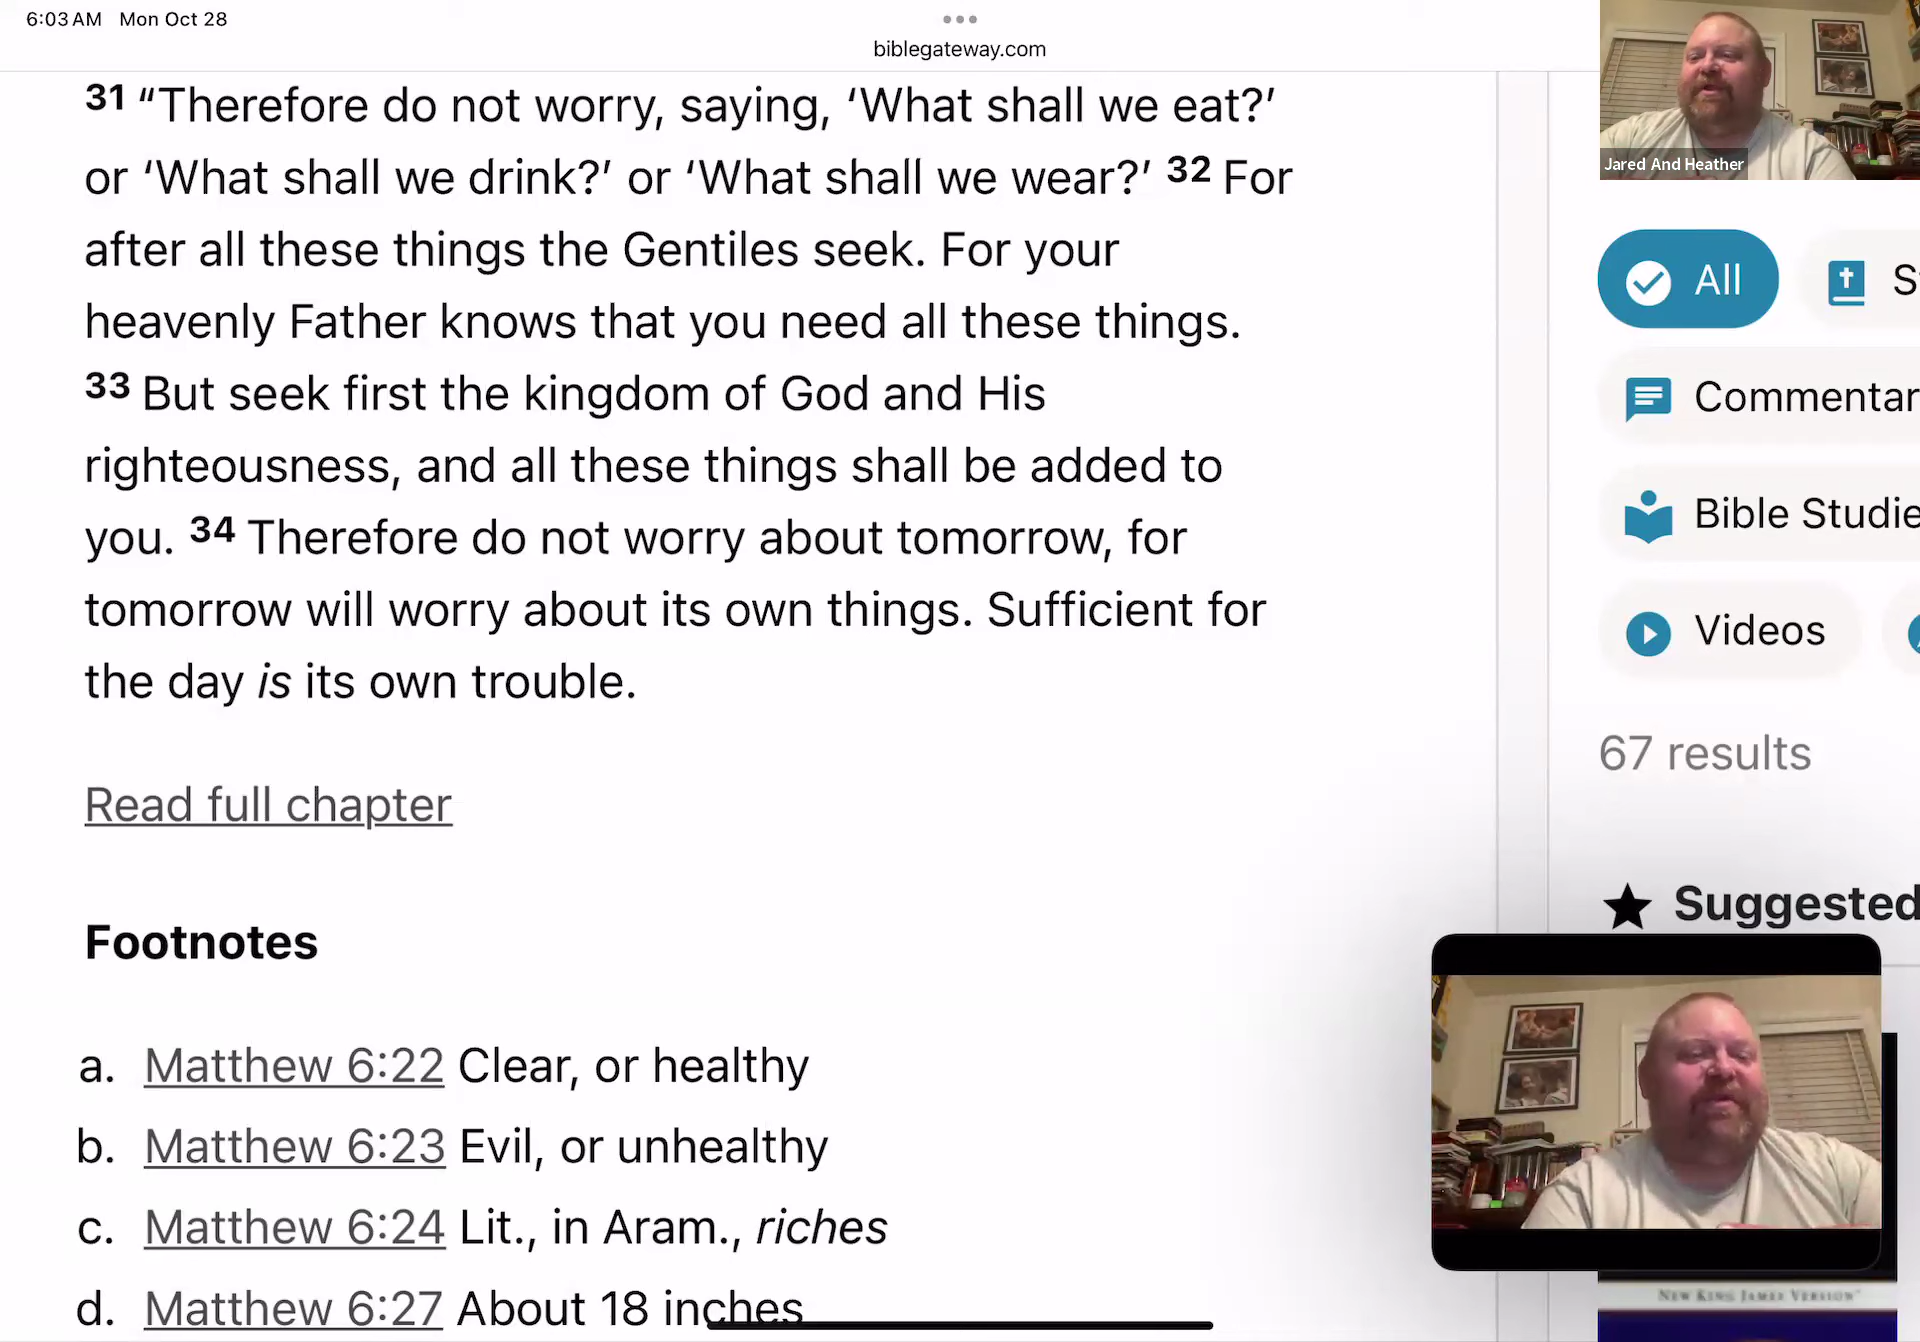 6:03 AM Mon Oct 28
biblegateway.com
31 “Therefore do not worry, saying, ‘What shall we eat?’
or ‘What shall we drink?’ or ‘What shall we wear?’ 32 For
after all these things the Gentiles seek. For your
heavenly Father knows that you need all these things.
33 But seek first the kingdom of God and His
righteousness, and all these things shall be added to
you. 34 Therefore do not worry about tomorrow, for
tomorrow will worry about its own things. Sufficient for
the day is its own trouble.
Read full chapter
Footnotes
a. Matthew 6:22 Clear, or healthy
b. Matthew 6:23 Evil, or unhealthy
c. Matthew 6:24 Lit., in Aram., riches
d. Matthew 6:27 About 18 inches
Jared And Heather
All
S
Commentar
Bible Studie
Videos
67 results
Suggested
NEW KING JAMES VERSION